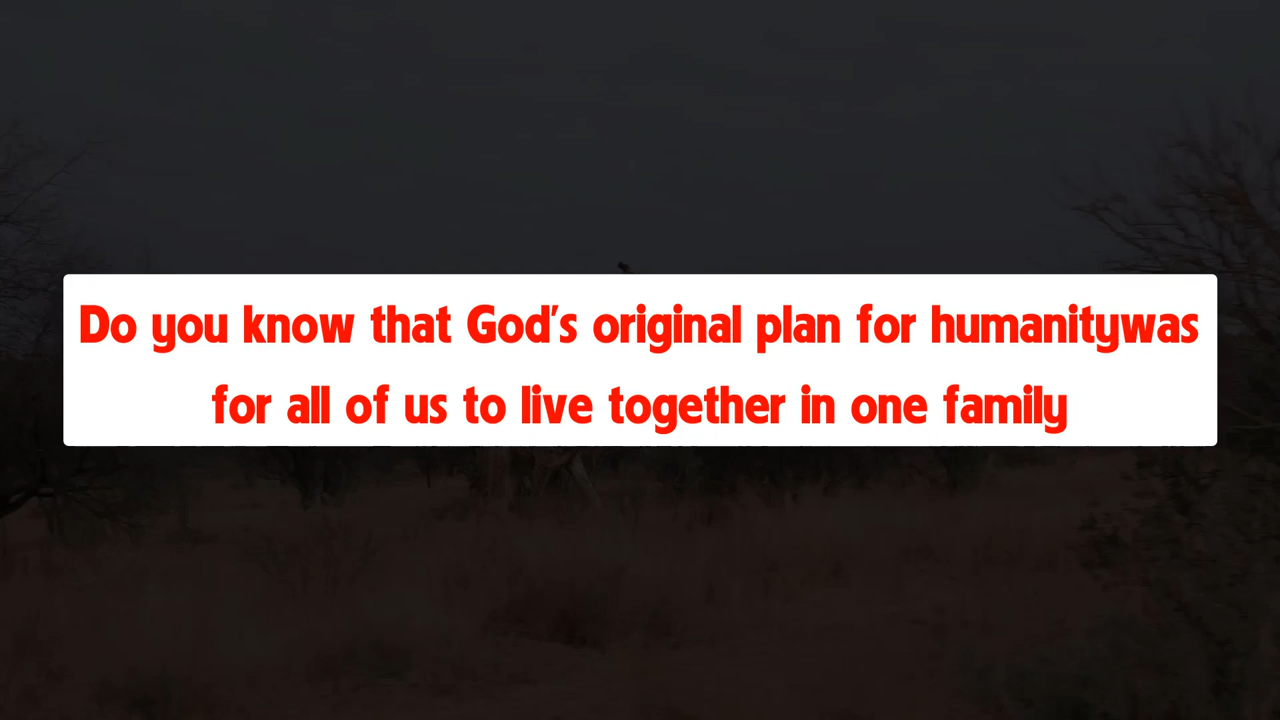 Do you know that God's original plan for humanitywas
for all of us to live together in one family